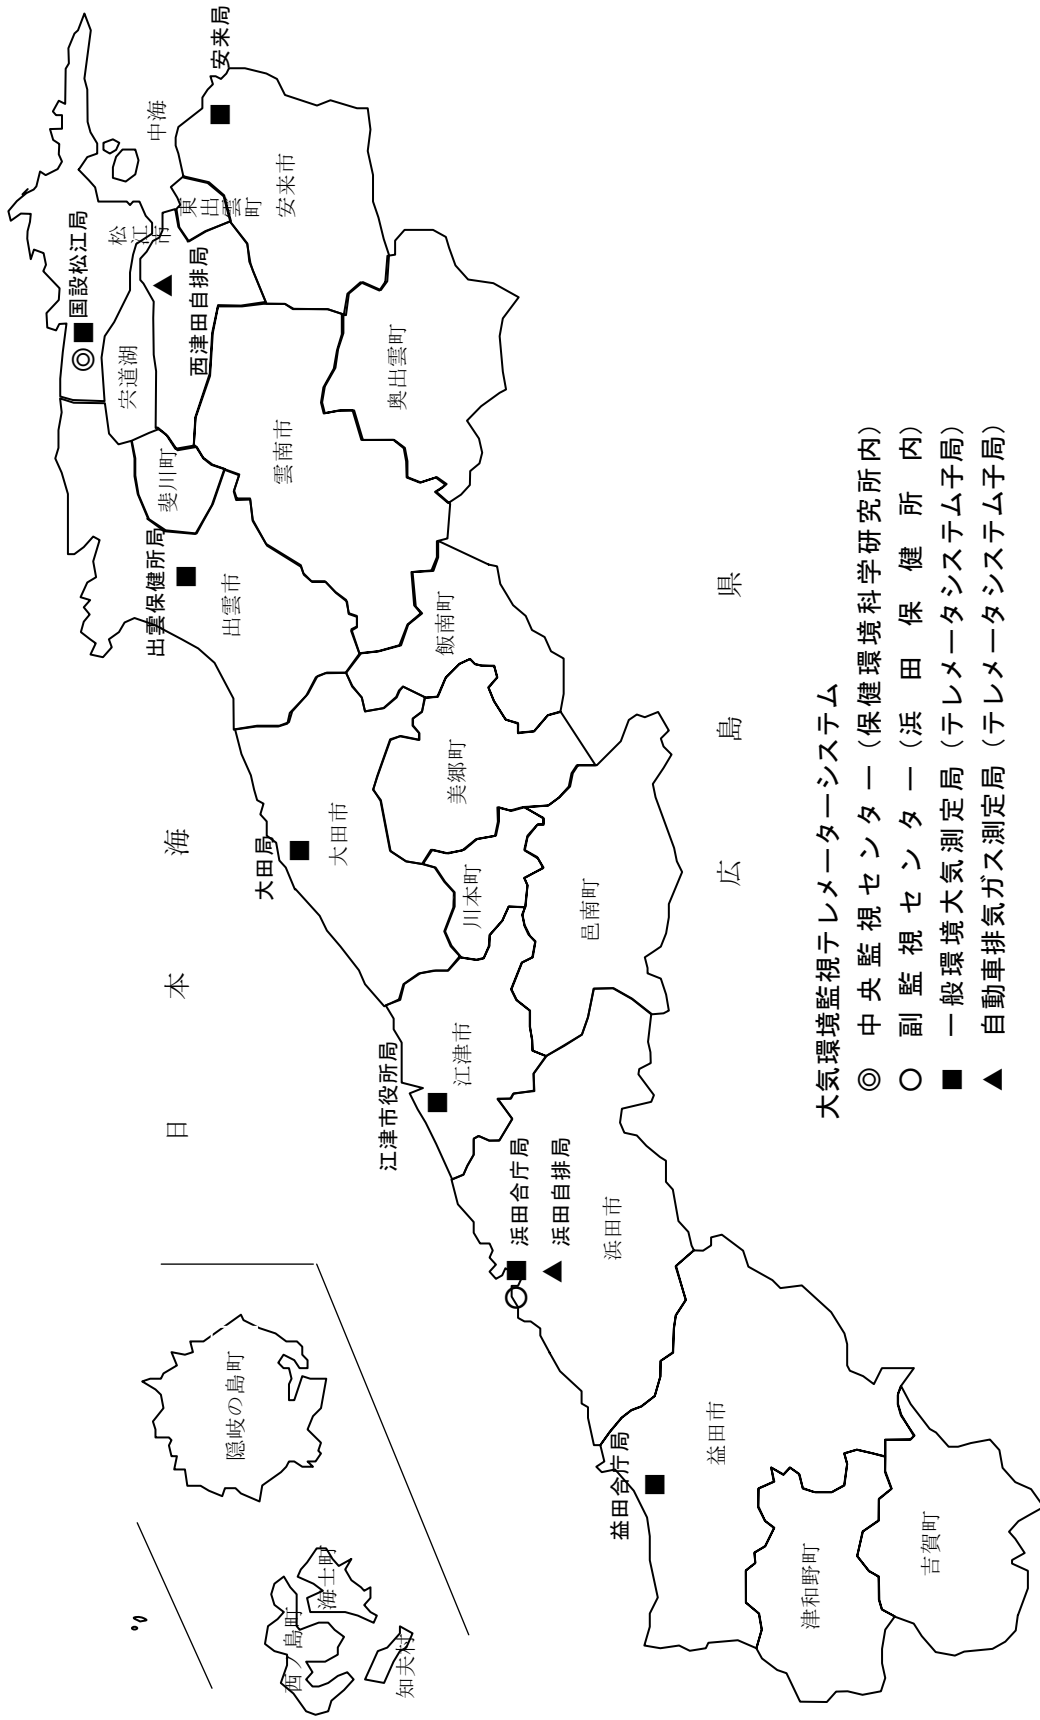 安来局
中海
安来市
東出雲町
松江市
国設松江局
西津田自排局
宍道湖
奥出雲町
雲南市
斐川町
出雲保健所局
出雲市
飯南町
美郷町
大田市
大田局
川本町
邑南町
江津市
江津市役所局
浜田合庁局
浜田自排局
浜田市
益田市
益田合庁局
津和野町
吉賀町
隠岐の島町
海士町
西ノ島町
知夫村
日本海
広島県
大気環境監視テレメーターシステム
◎ 中央監視センター（保健環境科学研究所内）
○ 副監視センター（浜田保健所内）
■ 一般環境大気測定局（テレメータシステム子局）
▲ 自動車排気ガス測定局（テレメータシステム子局）